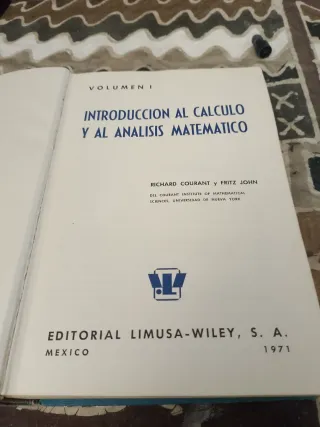 VOLUMEN I
INTRODUCCION AL CALCULO
Y AL ANALISIS MATEMATICO
RICHARD COURANT y FRITZ JOHN
DEL COURANT INSTITUTE OF MATHEMATICAL
SCIENCES, UNIVERSIDAD DE NUEVA YORK
EDITORIAL LIMUSA-WILEY, S. A.
MEXICO 1971